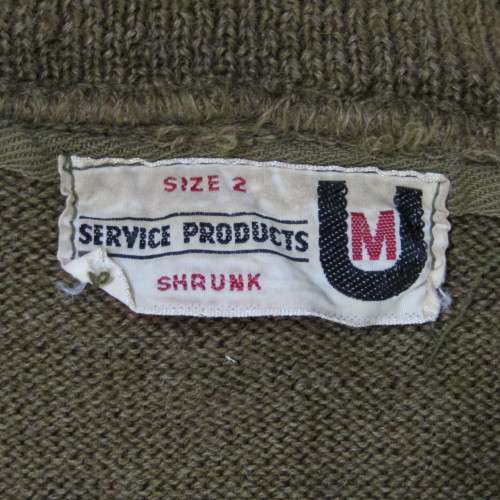 SIZE 2
SERVICE PRODUCTS
SHRUNK
UM